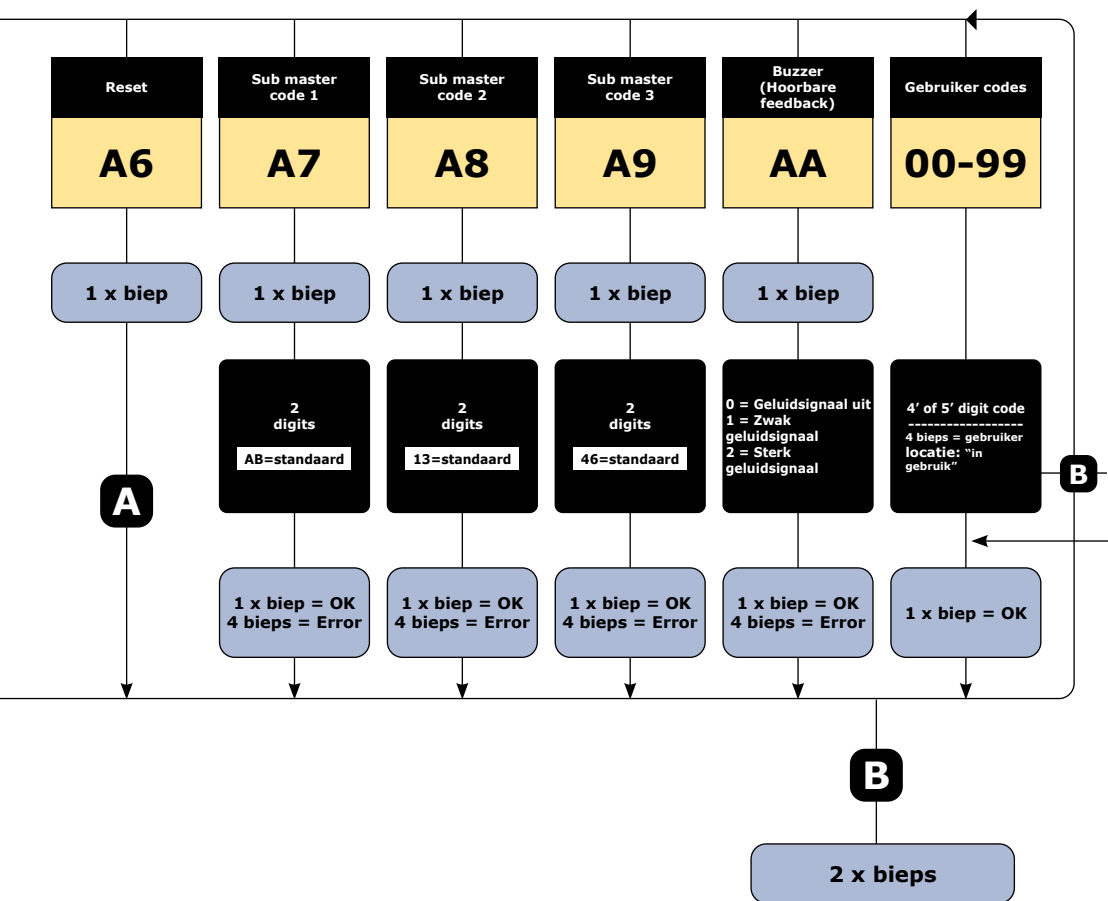 Reset
A6
1 x biep
A
Sub master
code 1
A7
1 x biep
2
digits
AB=standaard
1 x biep = OK
4 bieps = Error
Sub master
code 2
A8
1 x biep
2
digits
13=standaard
1 x biep = OK
4 bieps = Error
Sub master
code 3
A9
1 x biep
2
digits
46=standaard
1 x biep = OK
4 bieps = Error
Buzzer
(Hoorbare
feedback)
AA
1 x biep
0 = Geluidsignaal uit
1 = Zwak
geluidsignaal
2 = Sterk
geluidsignaal
1 x biep = OK
4 bieps = Error
Gebruiker codes
00-99
4’ of 5’ digit code
------------------
4 bieps = gebruiker
locatie: “in
gebruik”
B
1 x biep = OK
B
2 x bieps